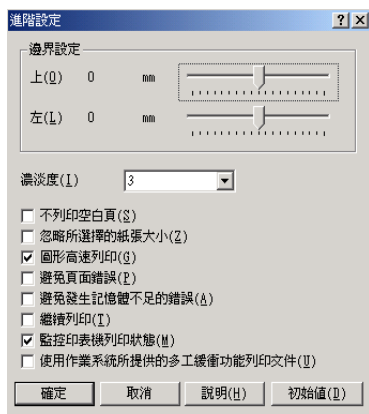 進階設定
邊界設定
上(O) 0 mm
左(L) 0 mm
濃淡度(I) 3
不列印空白頁(S)
忽略所選擇的紙張大小(Z)
圖形高速列印(G)
避免頁面錯誤(P)
避免發生記憶體不足的錯誤(A)
繼續列印(T)
監控印表機列印狀態(M)
使用作業系統所提供的多工緩衝功能列印文件(U)
確定 取消 說明(H) 初始值(D)